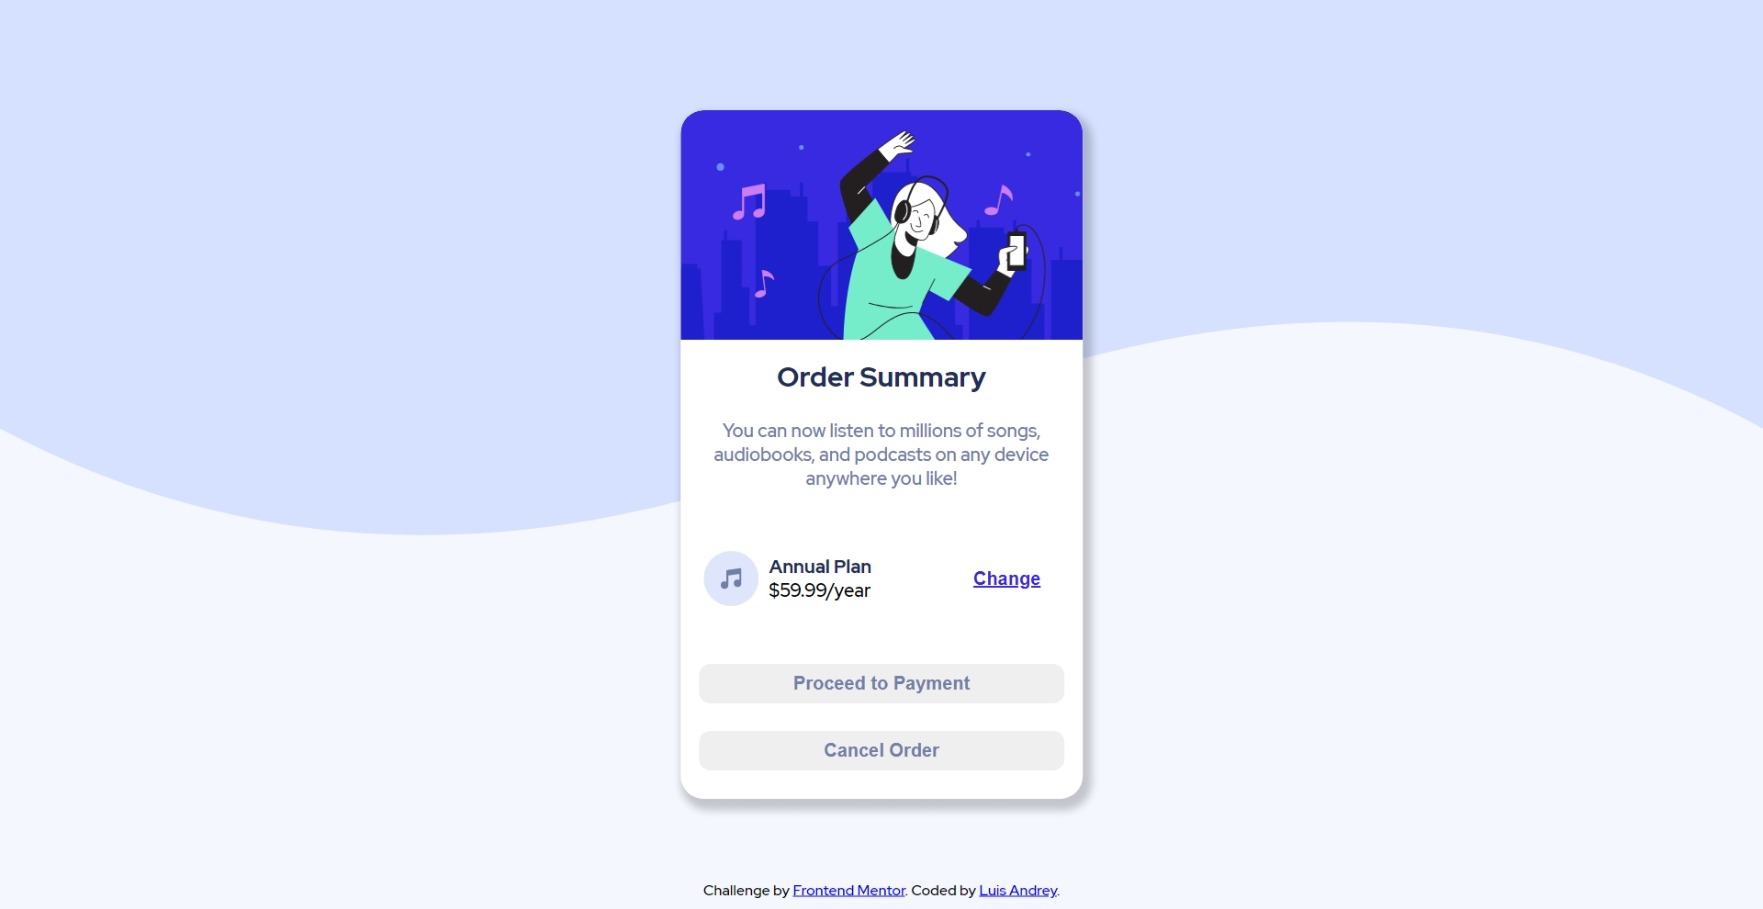 Order Summary
You can now listen to millions of songs,
audiobooks, and podcasts on any device
anywhere you like!
Annual Plan
$59.99/year
Change
Proceed to Payment
Cancel Order
Challenge by Frontend Mentor. Coded by Luis Andrey.